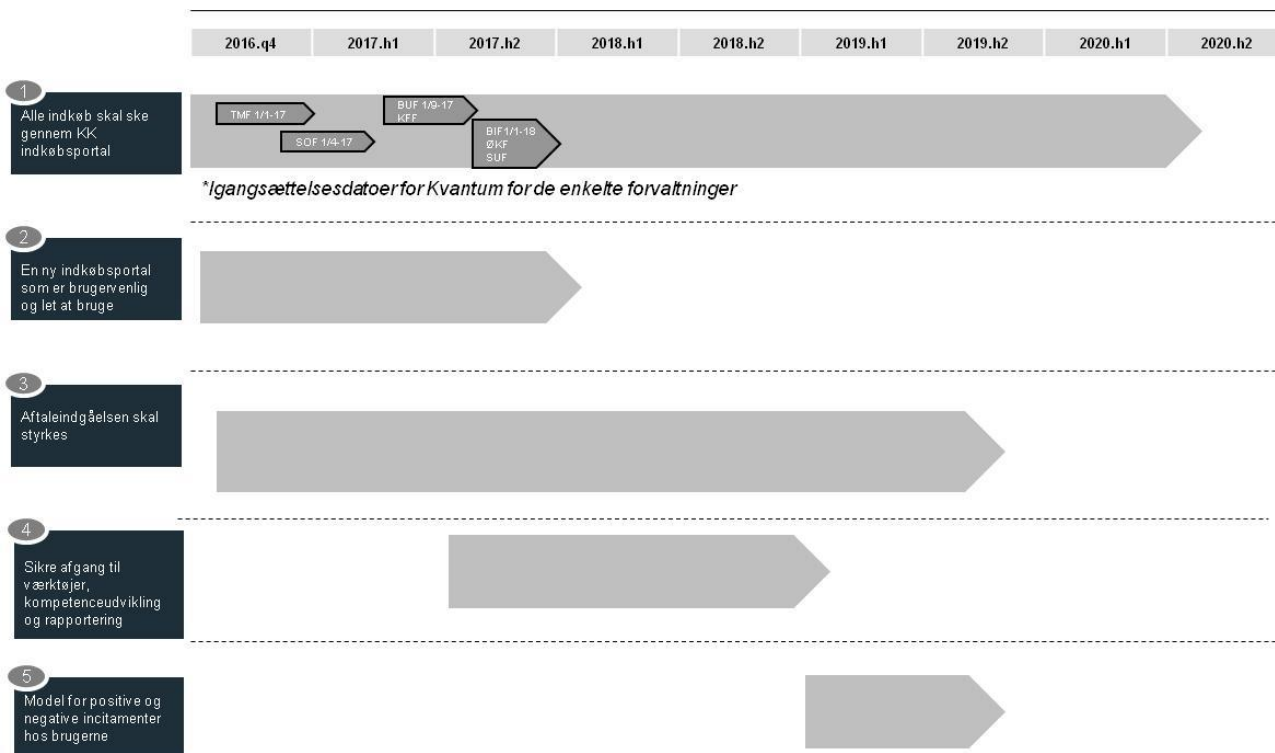 2016.q4 2017.h1 2017.h2 2018.h1 2018.h2 2019.h1 2019.h2 2020.h1 2020.h2
1
Alle indkøb skal ske
gennem KK
indkøbsportal
TMF 1/1-17
SOF 1/4-17
BUF 1/9-17
KFF
BIF1/1-18
ØKF
SUF
*Igangsættelsesdatoer for Kvantum for de enkelte forvaltninger
2
En ny indkøbsportal
som er brugervenlig
og let at bruge
3
Aftaleindgåelsen skal
styrkes
4
Sikre afgang til
værktøjer,
kompetenceudvikling
og rapportering
5
Model for positive og
negative incitamenter
hos brugerne